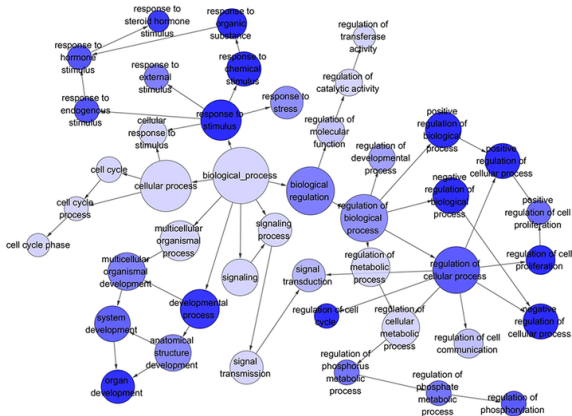 response to
steroid hormone
stimulus
response to
organic
substance
regulation of
transferase
activity
response to
hormone
stimulus
response to
external
stimulus
response to
chemical
stimulus
regulation of
catalytic activity
response to
endogenous
stimulus
response to
stress
cellular
response to
stimulus
response to
stimulus
regulation of
molecular
function
positive
regulation of
biological
process
regulation of
developmental
process
positive
regulation of
cellular process
cell cycle
cellular process
biological_process
biological
regulation
negative
regulation of
biological
process
cell cycle
process
regulation of
biological
process
positive
regulation of cell
proliferation
cell cycle phase
multicellular
organismal
process
signaling
process
regulation of
metabolic
process
multicellular
organismal
development
signaling
signal
transduction
regulation of
cellular process
regulation of cell
proliferation
developmental
process
regulation of cell
cycle
system
development
regulation of
cellular
metabolic
process
negative
regulation of
cellular process
anatomical
structure
development
regulation of cell
communication
signal
transmission
organ
development
regulation of
phosphorus
metabolic
process
regulation of
phosphate
metabolic
process
regulation of
phosphorylation